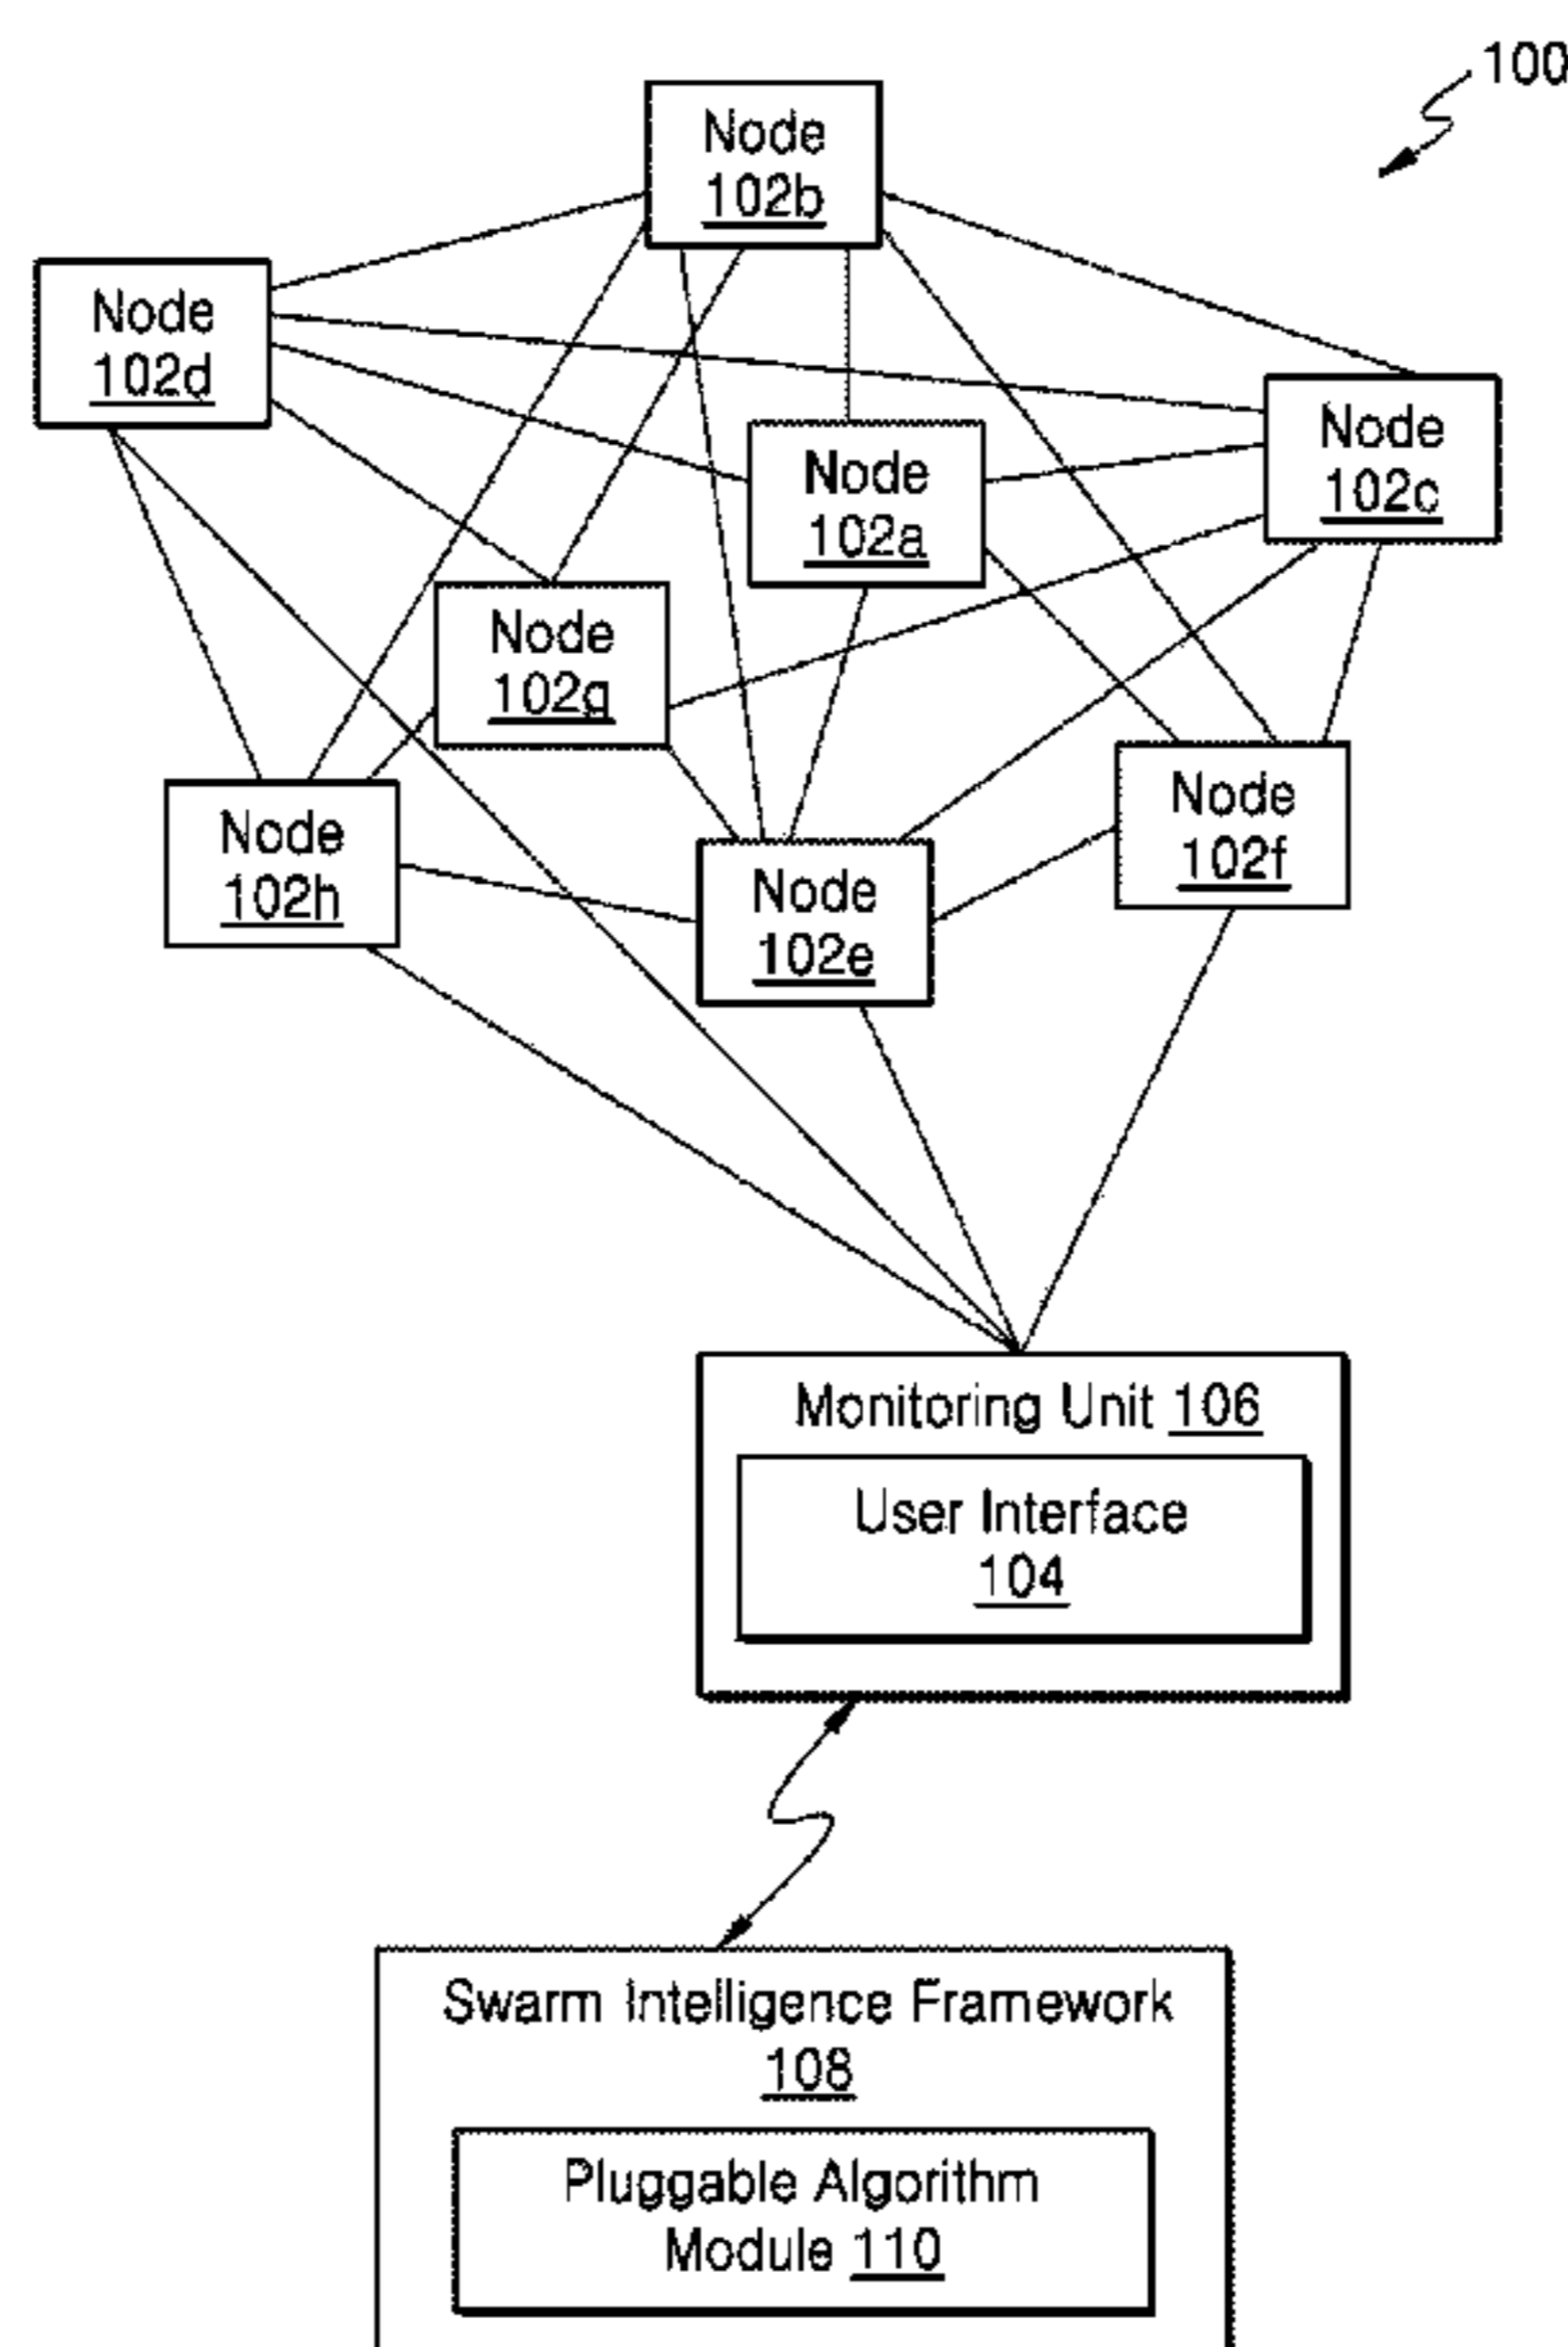 100
Node
102b
Node
102d
Node
102c
Node
102a
Node
102g
Node
102f
Node
102h
Node
102e
Monitoring Unit 106
User Interface
104
Swarm Intelligence Framework
108
Pluggable Algorithm
Module 110